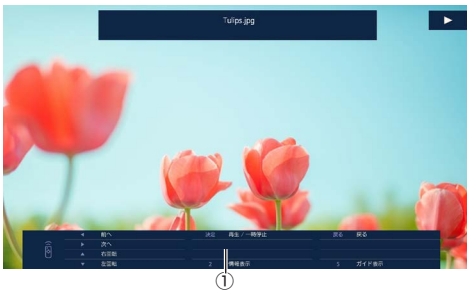 Tulips.jpg
▶
◀ 前へ 決定 再生 / 一時停止 戻る 戻る
▶ 次へ
▲ 右回転
▼ 左回転 2 情報表示 5 ガイド表示
①